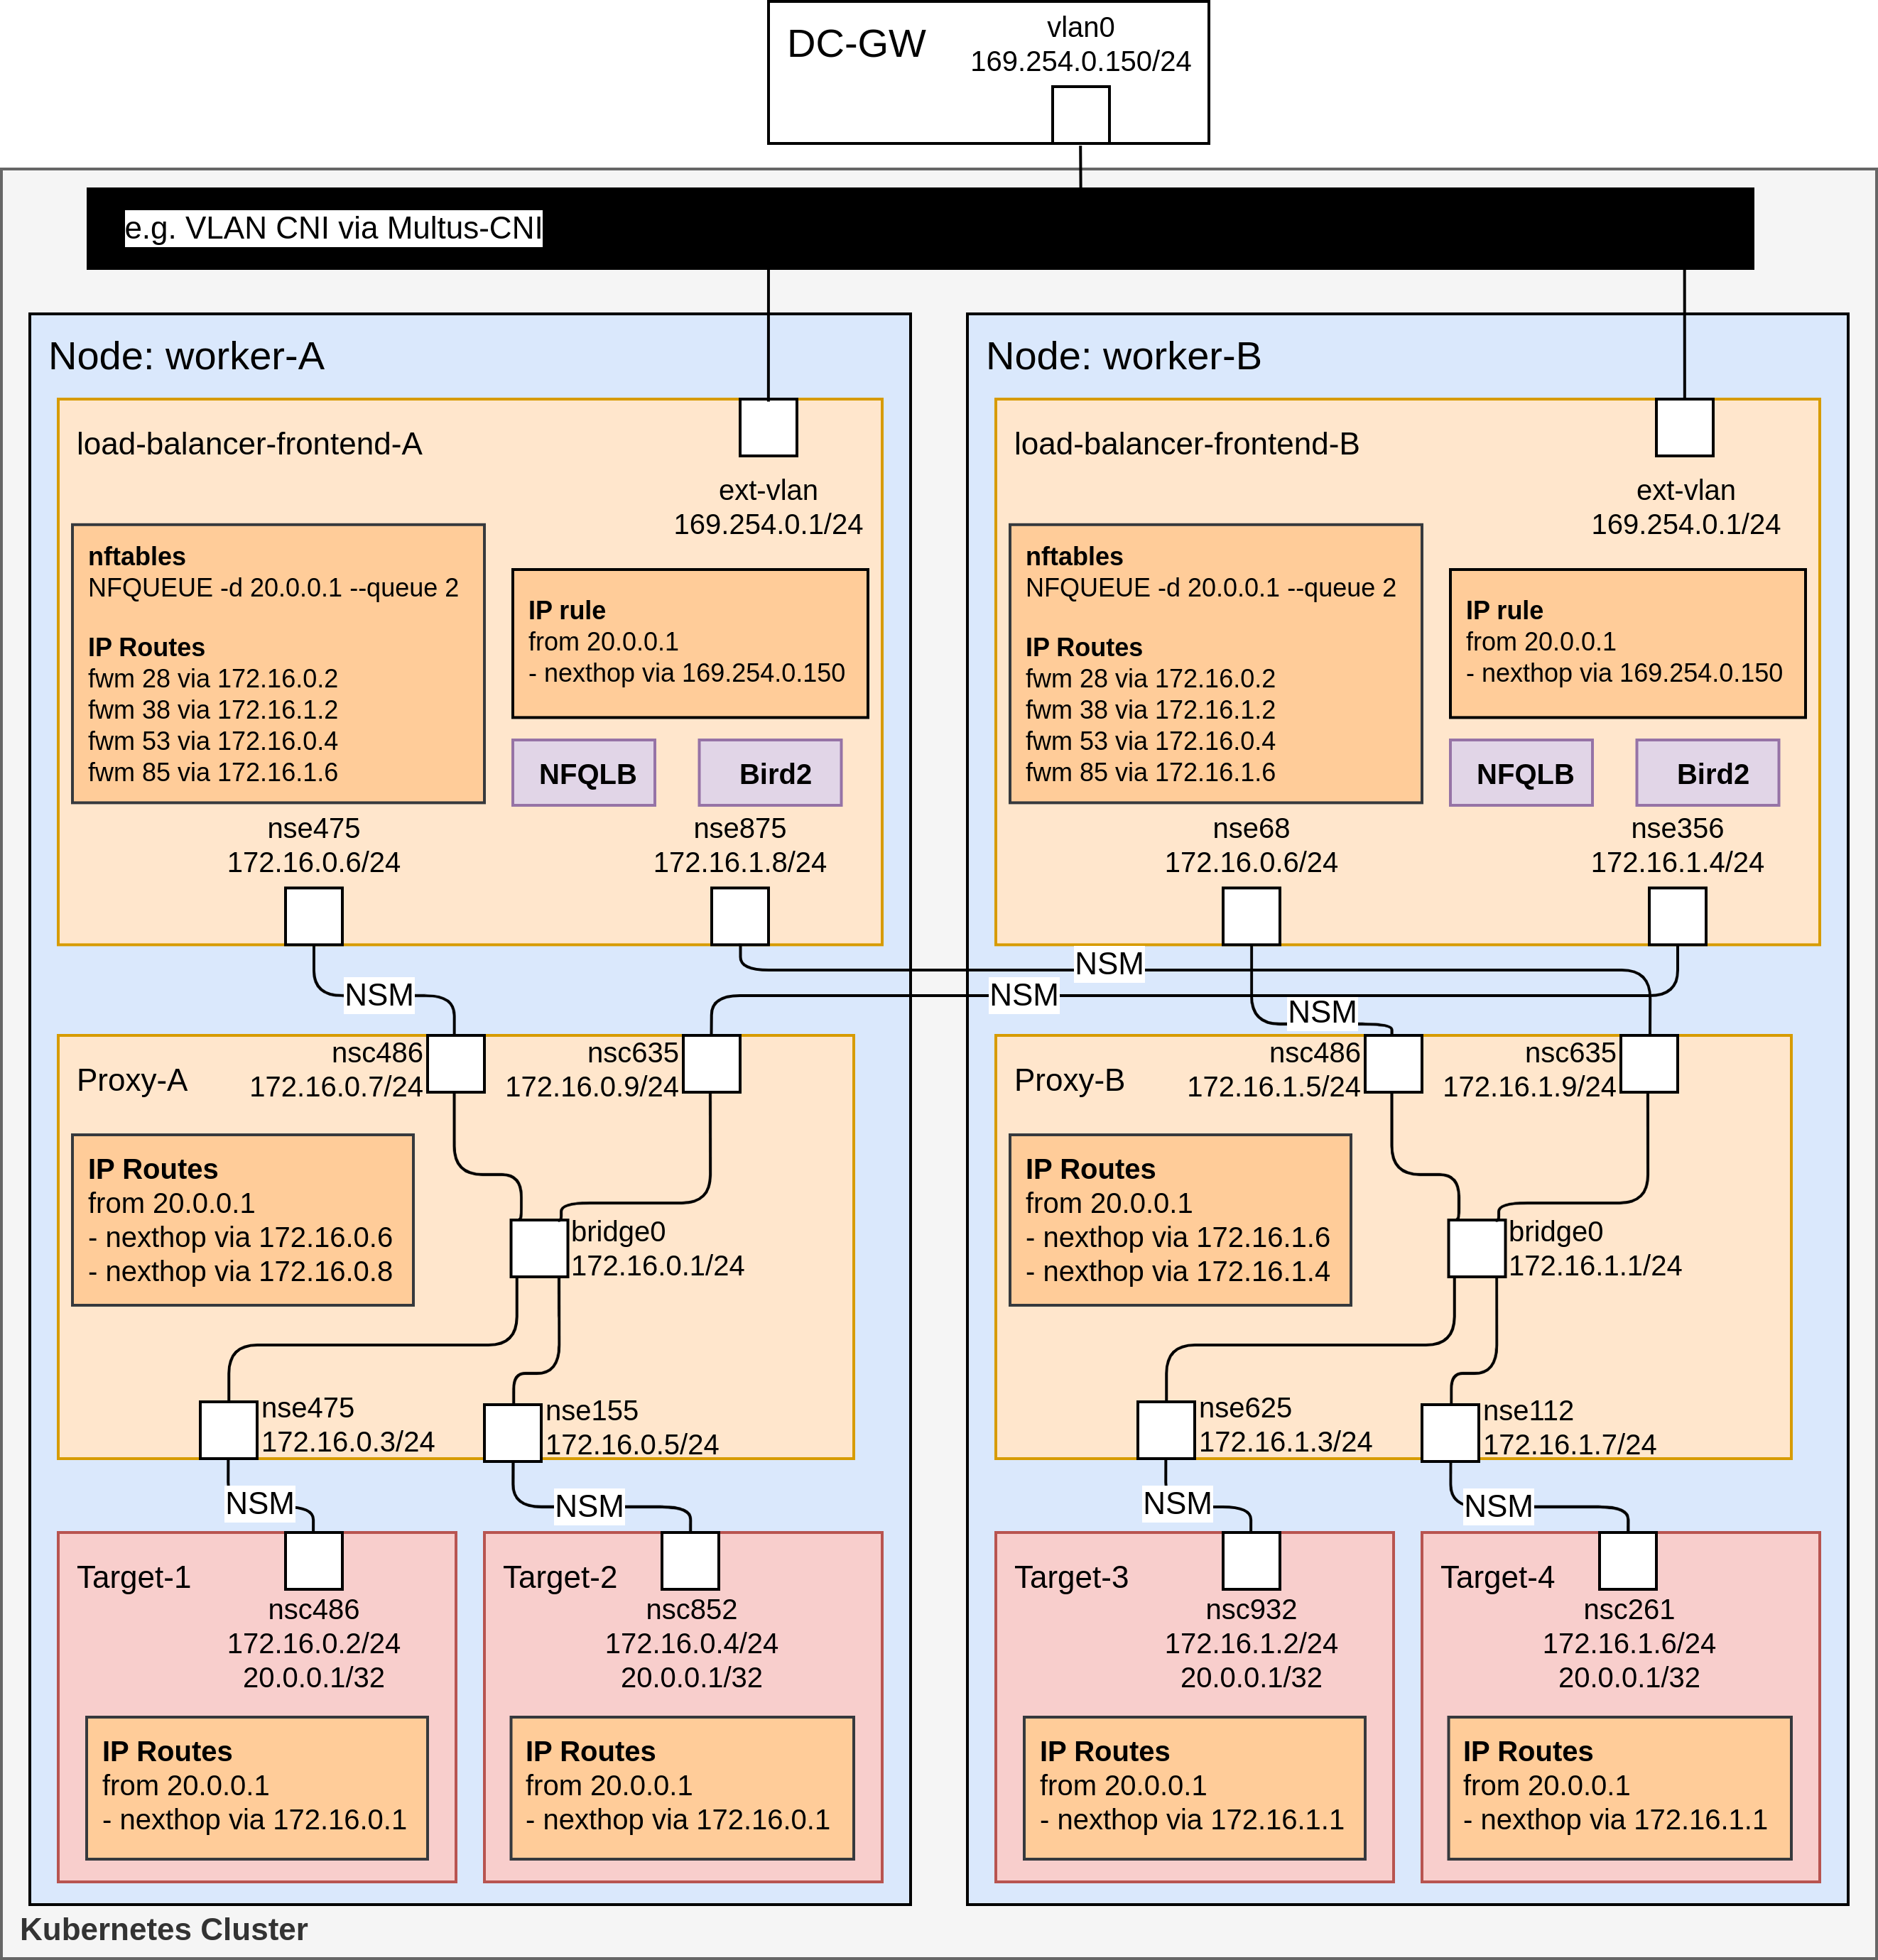 DC-GW
vlan0
169.254.0.150/24
e.g. VLAN CNI via Multus-CNI
Node: worker-A
load-balancer-frontend-A
ext-vlan
169.254.0.1/24
nftables
NFQUEUE -d 20.0.0.1 --queue 2
IP Routes
fwm 28 via 172.16.0.2
fwm 38 via 172.16.1.2
fwm 53 via 172.16.0.4
fwm 85 via 172.16.1.6
IP rule
from 20.0.0.1
- nexthop via 169.254.0.150
NFQLB
Bird2
nse475
172.16.0.6/24
nse875
172.16.1.8/24
Node: worker-B
load-balancer-frontend-B
ext-vlan
169.254.0.1/24
nftables
NFQUEUE -d 20.0.0.1 --queue 2
IP Routes
fwm 28 via 172.16.0.2
fwm 38 via 172.16.1.2
fwm 53 via 172.16.0.4
fwm 85 via 172.16.1.6
IP rule
from 20.0.0.1
- nexthop via 169.254.0.150
NFQLB
Bird2
nse68
172.16.0.6/24
nse356
172.16.1.4/24
NSM
NSM
NSM
NSM
Proxy-A
nsc486
172.16.0.7/24
nsc635
172.16.0.9/24
IP Routes
from 20.0.0.1
- nexthop via 172.16.0.6
- nexthop via 172.16.0.8
bridge0
172.16.0.1/24
nse475
172.16.0.3/24
nse155
172.16.0.5/24
Proxy-B
nsc486
172.16.1.5/24
nsc635
172.16.1.9/24
IP Routes
from 20.0.0.1
- nexthop via 172.16.1.6
- nexthop via 172.16.1.4
bridge0
172.16.1.1/24
nse625
172.16.1.3/24
nse112
172.16.1.7/24
NSM
NSM
NSM
NSM
Target-1
nsc486
172.16.0.2/24
20.0.0.1/32
IP Routes
from 20.0.0.1
- nexthop via 172.16.0.1
Target-2
nsc852
172.16.0.4/24
20.0.0.1/32
IP Routes
from 20.0.0.1
- nexthop via 172.16.0.1
Target-3
nsc932
172.16.1.2/24
20.0.0.1/32
IP Routes
from 20.0.0.1
- nexthop via 172.16.1.1
Target-4
nsc261
172.16.1.6/24
20.0.0.1/32
IP Routes
from 20.0.0.1
- nexthop via 172.16.1.1
Kubernetes Cluster